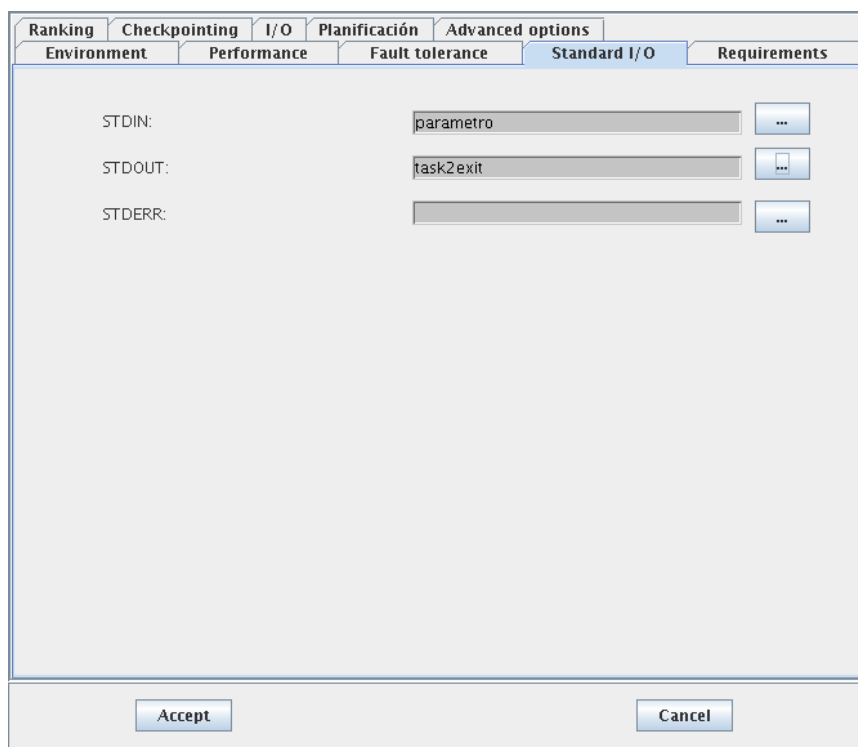 Ranking Checkpointing I/O Planificación Advanced options
Environment Performance Fault tolerance Standard I/O Requirements
STDIN: parametro ...
STDOUT: task2exit ...
STDERR: ...
Accept Cancel